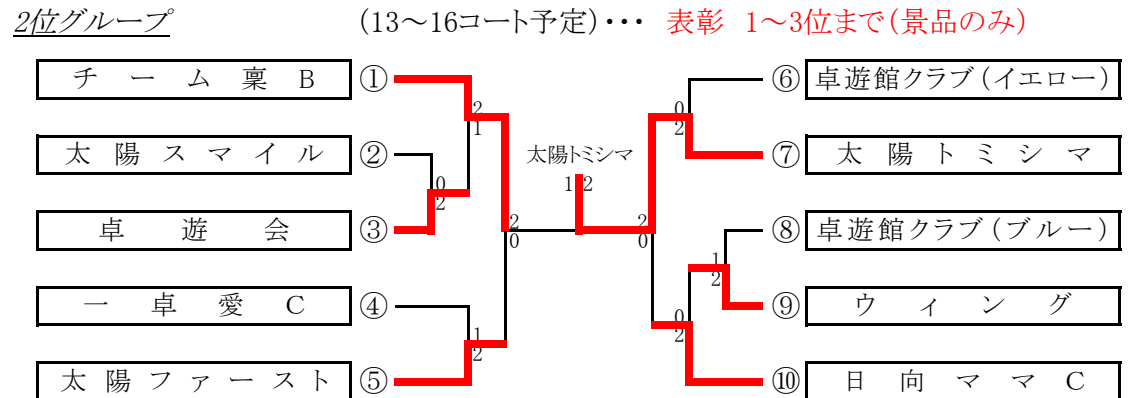 2位グループ (13～16コート予定)・・・ 表彰 1～3位まで(景品のみ)
チーム稟B ① ⑥ 卓遊館クラブ(イエロー)
2 0
1 2
太陽スマイル ② 太陽トミシマ ⑦ 太陽トミシマ
0 1 2
2
卓遊会 ③ 2 2 ⑧ 卓遊館クラブ(ブルー)
0 0
1
2
一卓愛C ④ ⑨ ウィング
1 0
2 2
太陽ファースト ⑤ ⑩ 日向ママC